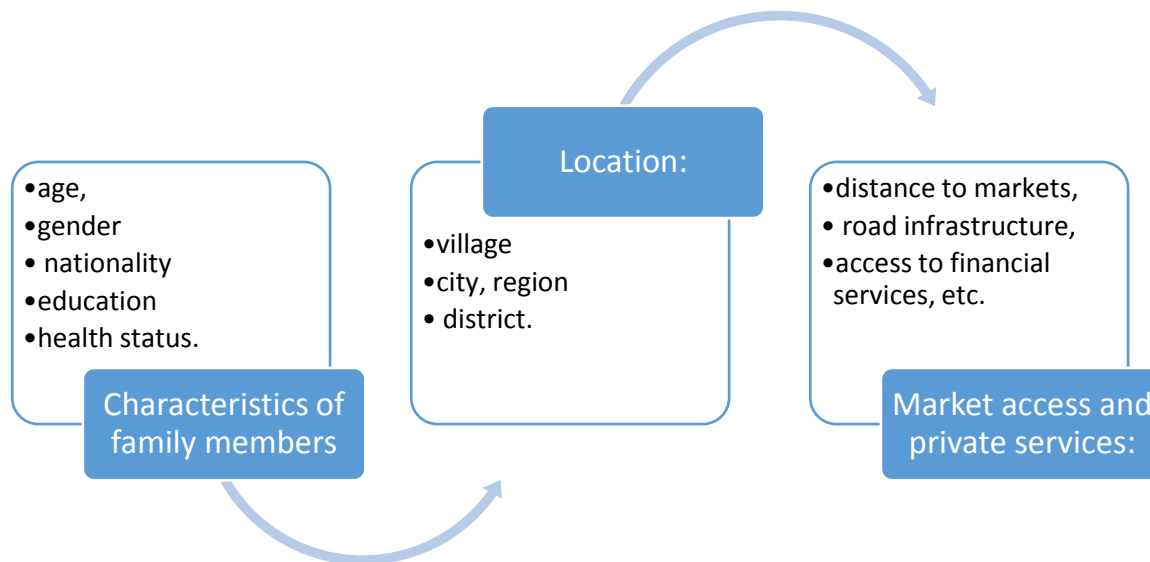 •age,
•gender
• nationality
•education
•health status.
Characteristics of
family members
Location:
•village
•city, region
• district.
•distance to markets,
• road infrastructure,
•access to financial
services, etc.
Market access and
private services: